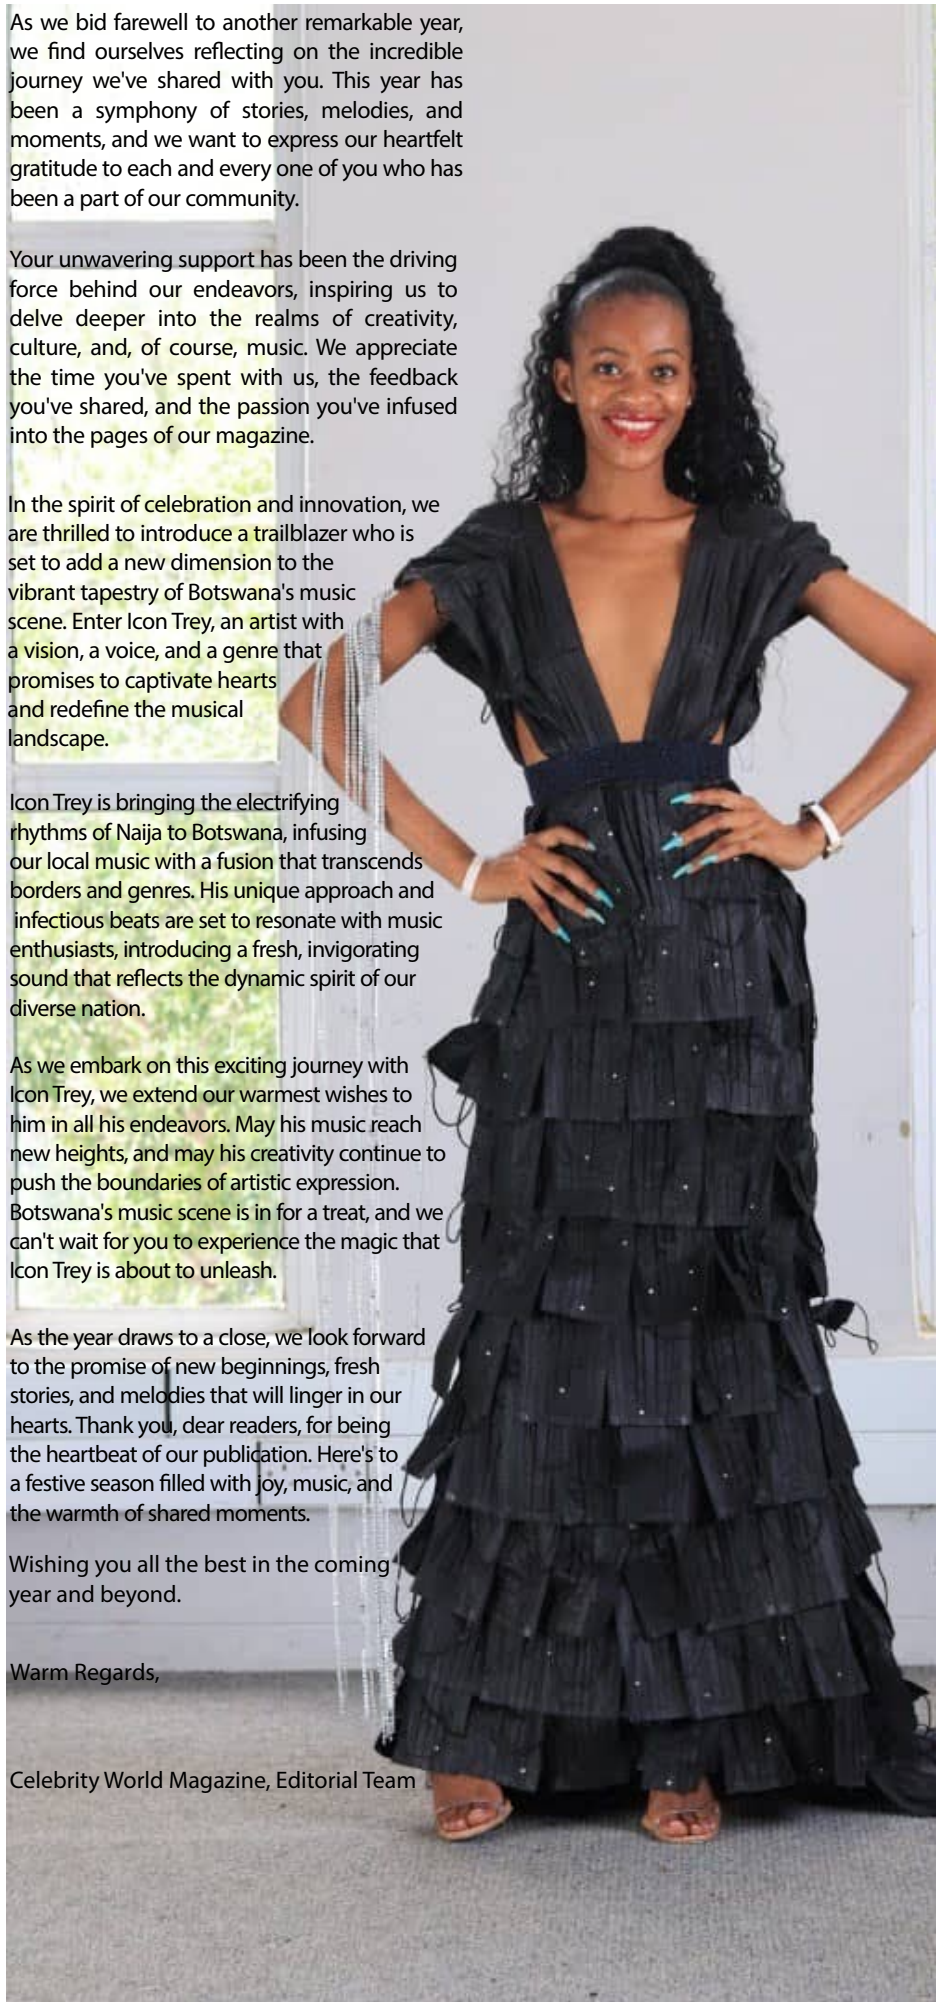 As we bid farewell to another remarkable year,
we find ourselves reflecting on the incredible
journey we've shared with you. This year has
been a symphony of stories, melodies, and
moments, and we want to express our heartfelt
gratitude to each and every one of you who has
been a part of our community.
Your unwavering support has been the driving
force behind our endeavors, inspiring us to
delve deeper into the realms of creativity,
culture, and, of course, music. We appreciate
the time you've spent with us, the feedback
you've shared, and the passion you've infused
into the pages of our magazine.
In the spirit of celebration and innovation, we
are thrilled to introduce a trailblazer who is
set to add a new dimension to the
vibrant tapestry of Botswana's music
scene. Enter Icon Trey, an artist with
a vision, a voice, and a genre that
promises to captivate hearts
and redefine the musical
landscape.
Icon Trey is bringing the electrifying
rhythms of Naija to Botswana, infusing
our local music with a fusion that transcends
borders and genres. His unique approach and
infectious beats are set to resonate with music
enthusiasts, introducing a fresh, invigorating
sound that reflects the dynamic spirit of our
diverse nation.
As we embark on this exciting journey with
Icon Trey, we extend our warmest wishes to
him in all his endeavors. May his music reach
new heights, and may his creativity continue to
push the boundaries of artistic expression.
Botswana's music scene is in for a treat, and we
can't wait for you to experience the magic that
Icon Trey is about to unleash.
As the year draws to a close, we look forward
to the promise of new beginnings, fresh
stories, and melodies that will linger in our
hearts. Thank you, dear readers, for being
the heartbeat of our publication. Here's to
a festive season filled with joy, music, and
the warmth of shared moments.
Wishing you all the best in the coming
year and beyond.
Warm Regards,
Celebrity World Magazine, Editorial Team